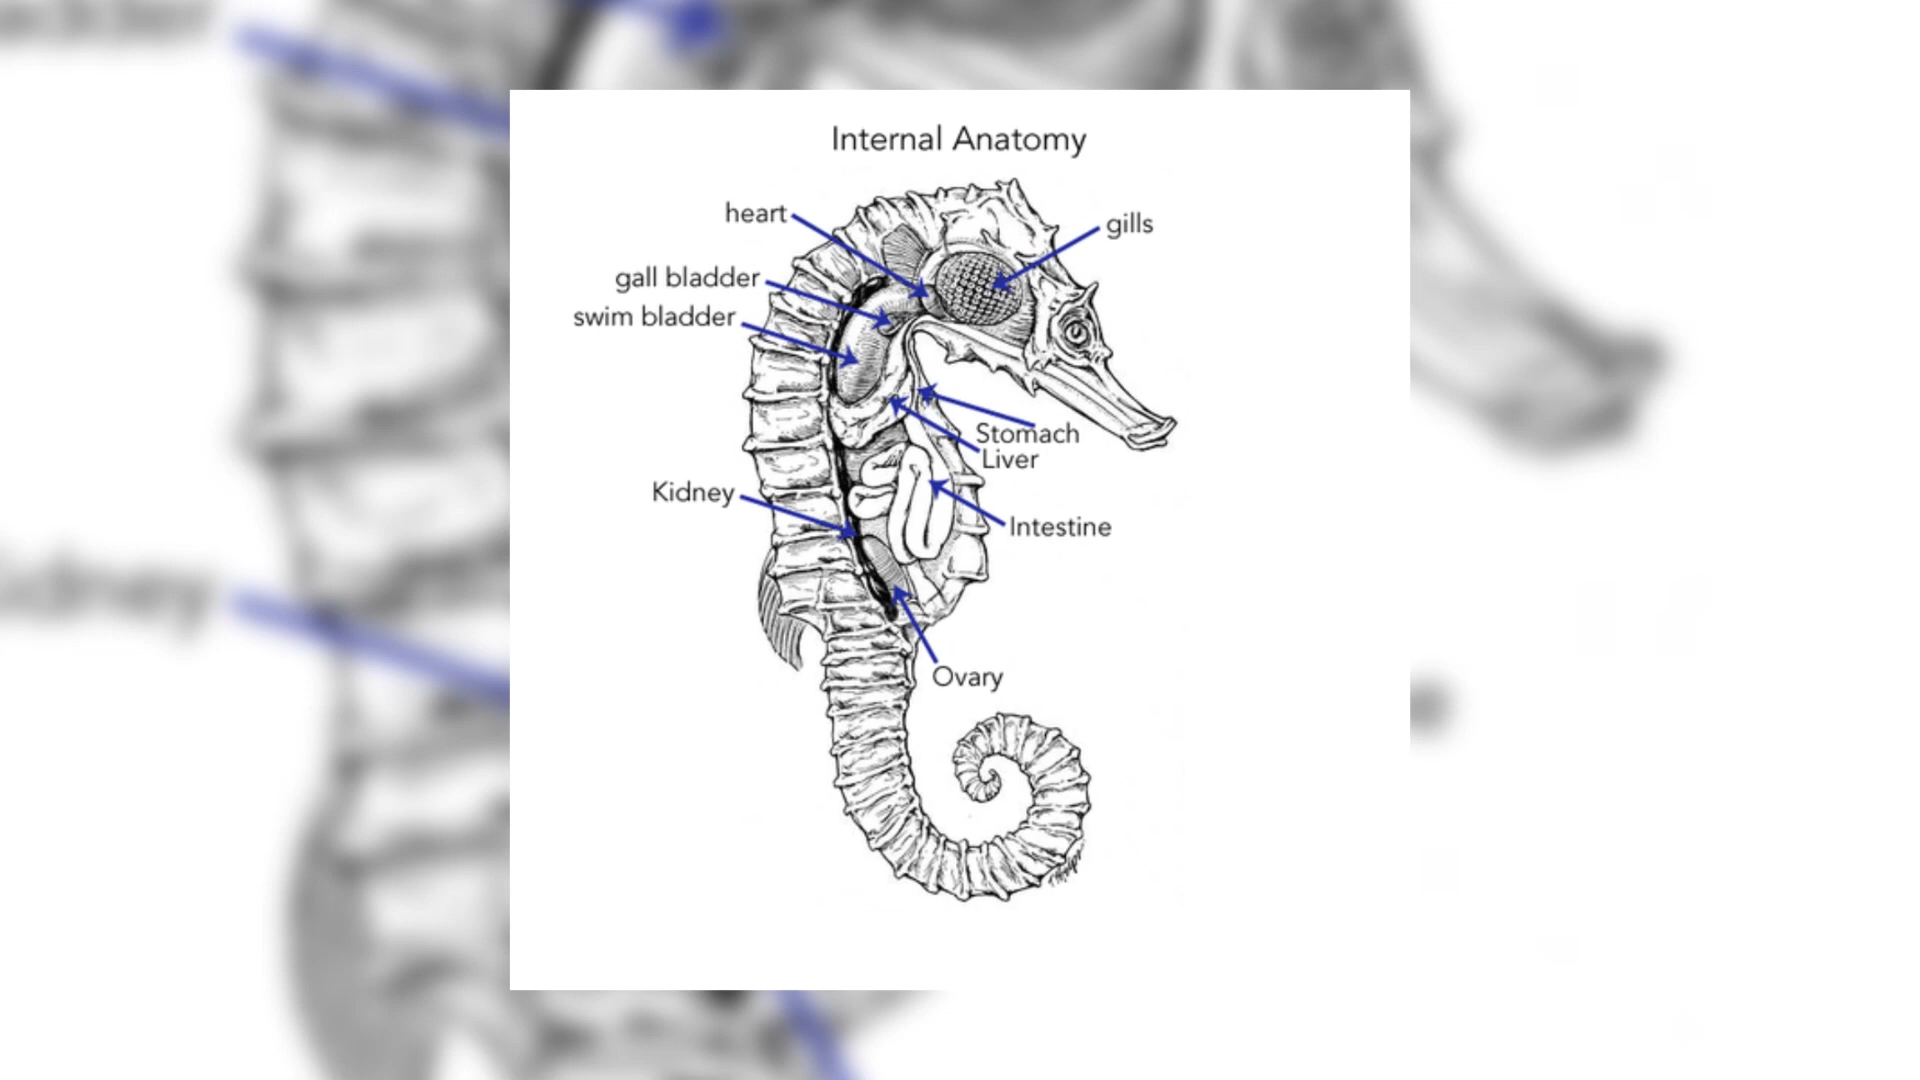 Internal Anatomy
heart
gills
gall bladder
swim bladder
Stomach
Liver
Kidney
Intestine
Ovary